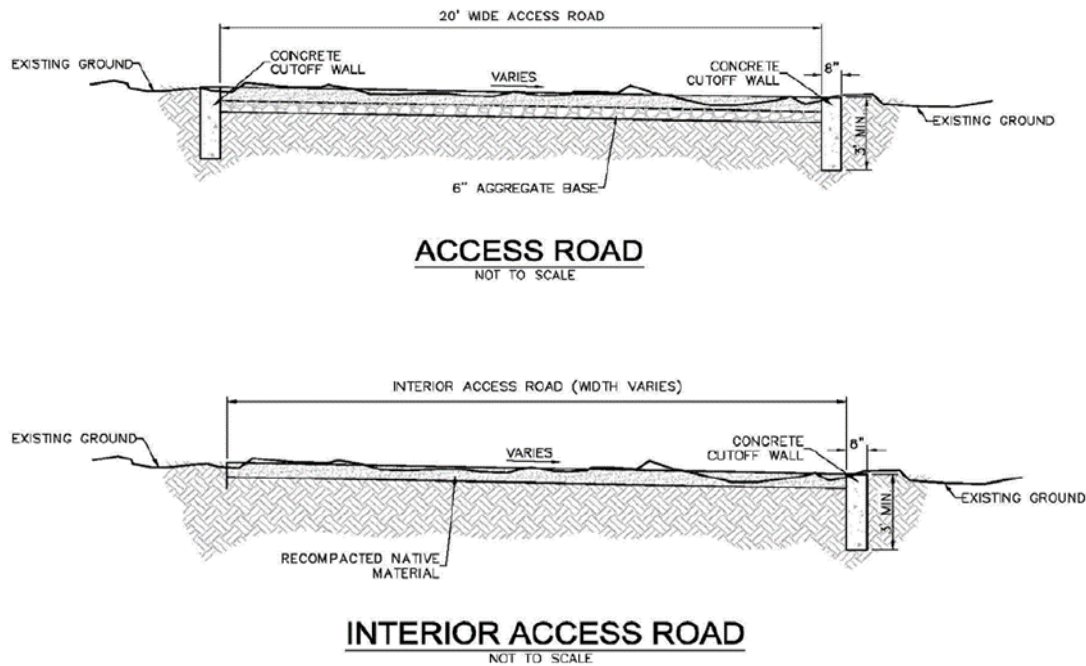 20' WIDE ACCESS ROAD
EXISTING GROUND
CONCRETE
CUTOFF WALL
VARIES
CONCRETE
CUTOFF WALL
8"
EXISTING GROUND
3' MIN.
6" AGGREGATE BASE
ACCESS ROAD
NOT TO SCALE
INTERIOR ACCESS ROAD (WIDTH VARIES)
EXISTING GROUND
VARIES
CONCRETE
CUTOFF WALL
8"
EXISTING GROUND
3' MIN.
RECOMPACTED NATIVE
MATERIAL
INTERIOR ACCESS ROAD
NOT TO SCALE